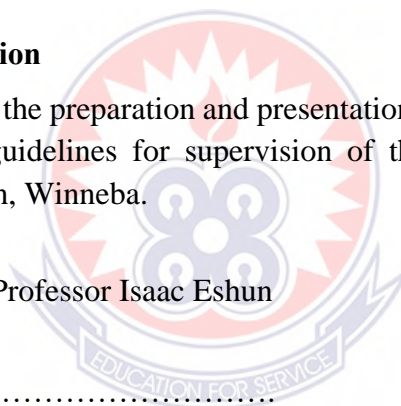 ion
the preparation and presentation
guidelines for supervision of th
n, Winneba.
Professor Isaac Eshun
EDUCATION FOR SERVICE
……………………………